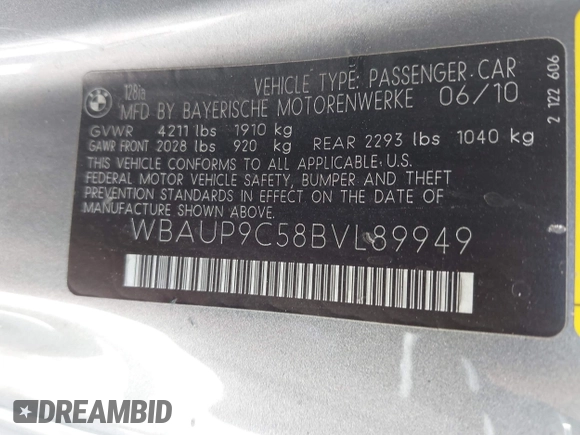 128ia
VEHICLE TYPE: PASSENGER CAR
MFD BY BAYERISCHE MOTORENWERKE 06/10
GVWR 4211 lbs 1910 kg
GAWR FRONT 2028 lbs 920 kg REAR 2293 lbs 1040 kg
THIS VEHICLE CONFORMS TO ALL APPLICABLE U.S.
FEDERAL MOTOR VEHICLE SAFETY, BUMPER AND THEFT
PREVENTION STANDARDS IN EFFECT ON THE DATE OF
MANUFACTURE SHOWN ABOVE.
WBAUP9C58BVL89949
2 122 606
DREAMBID